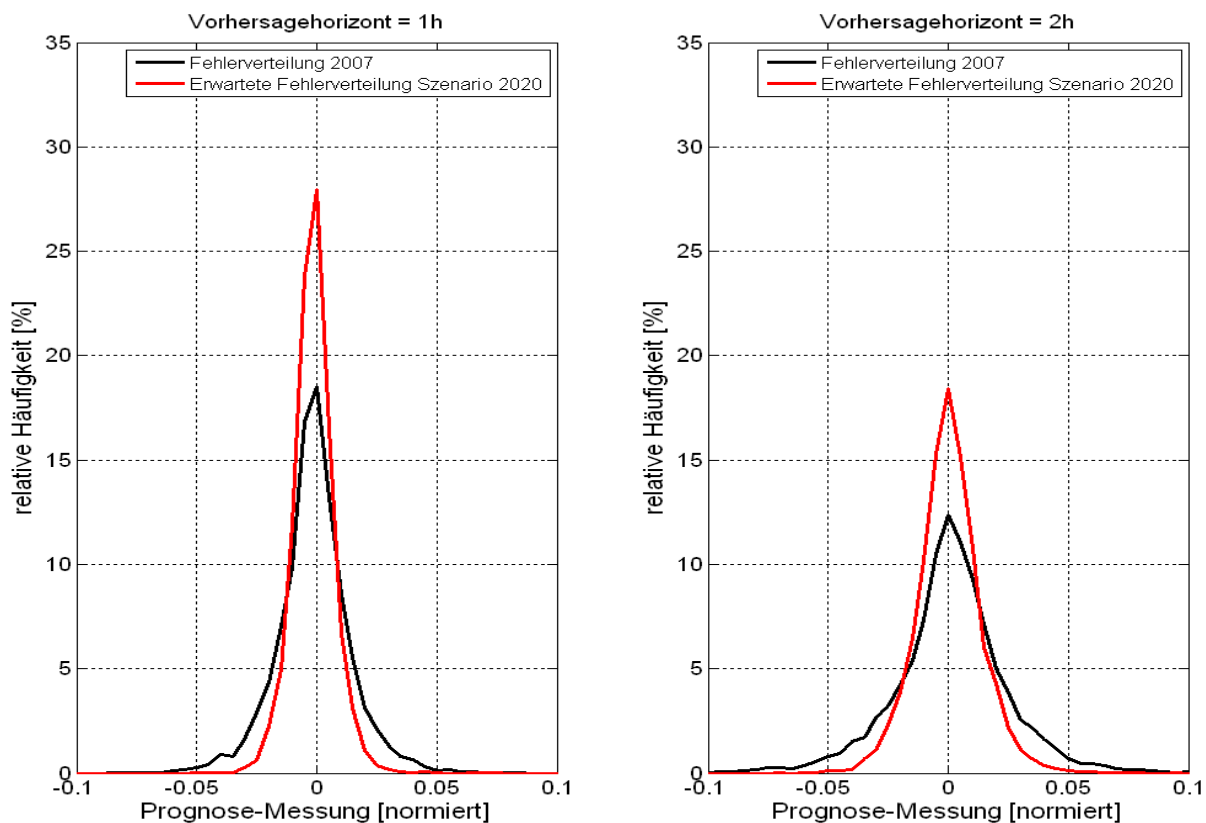 Vorhersagehorizont = 1h
35
30
25
20
15
10
5
0
relative Häufigkeit [%]
Fehlerverteilung 2007
Erwartete Fehlerverteilung Szenario 2020
-0.1
-0.05
0
0.05
0.1
Prognose-Messung [normiert]
Vorhersagehorizont = 2h
35
30
25
20
15
10
5
0
relative Häufigkeit [%]
Fehlerverteilung 2007
Erwartete Fehlerverteilung Szenario 2020
-0.1
-0.05
0
0.05
0.1
Prognose-Messung [normiert]